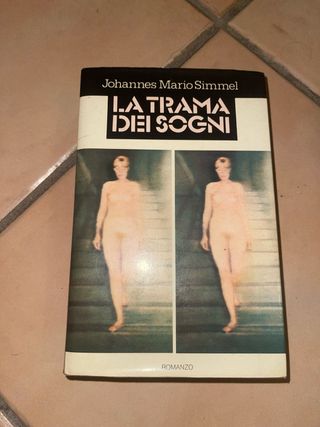 Johannes Mario Simmel
LA TRAMA
DEI SOGNI
ROMANZO